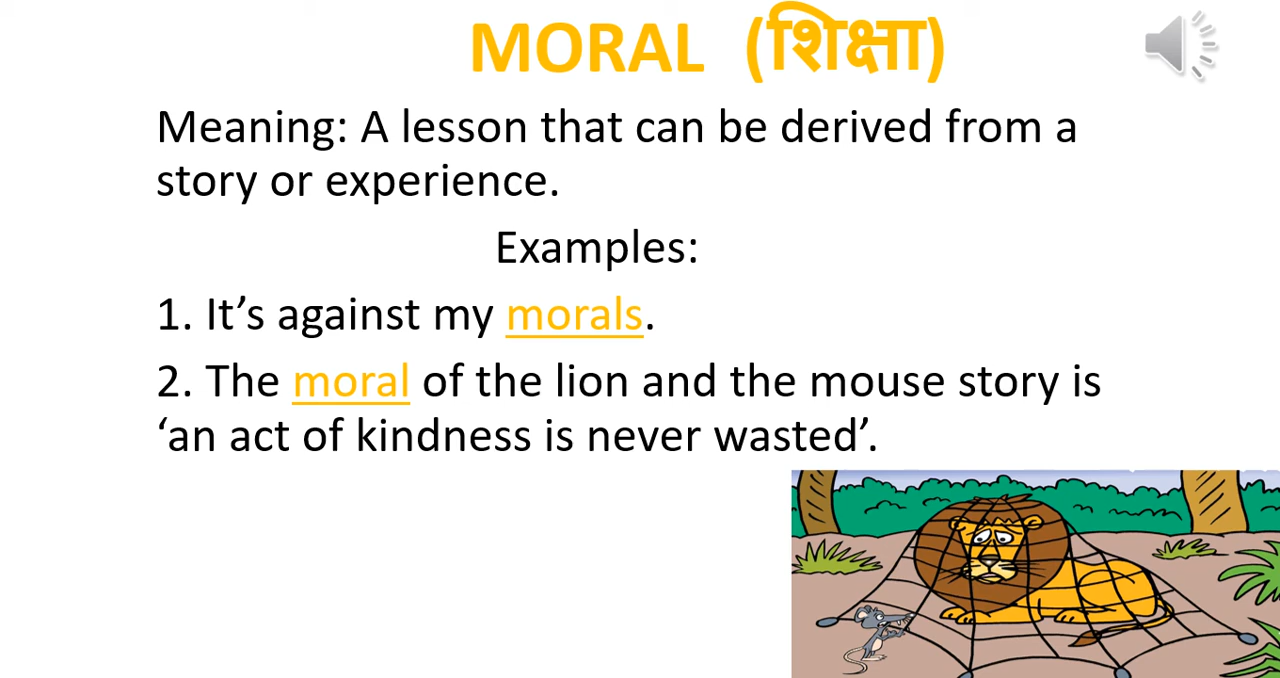 MORAL (शिक्षा)
Meaning: A lesson that can be derived from a
story or experience.
Examples:
1. It’s against my morals.
2. The moral of the lion and the mouse story is
‘an act of kindness is never wasted’.